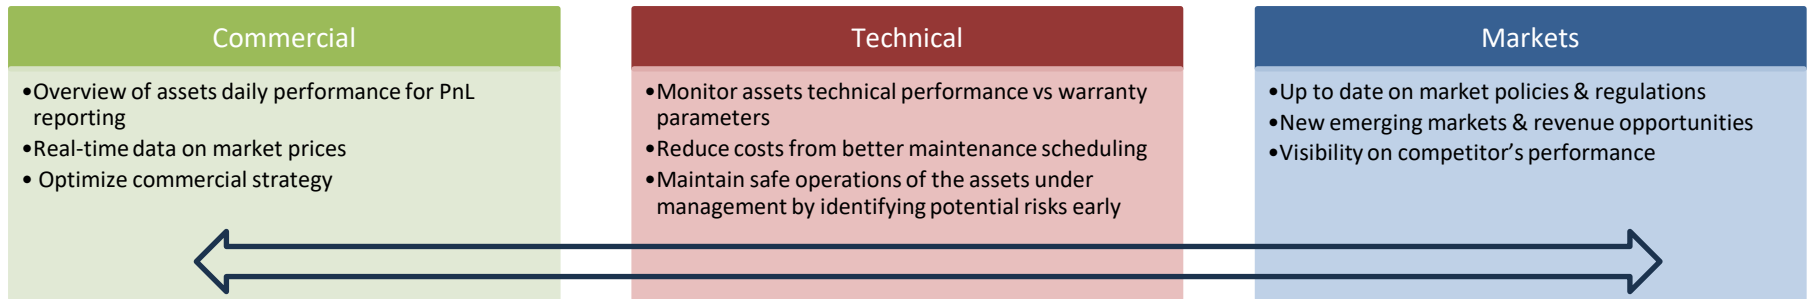 Commercial
•Overview of assets daily performance for PnL
reporting
•Real-time data on market prices
• Optimize commercial strategy
Technical
•Monitor assets technical performance vs warranty
parameters
•Reduce costs from better maintenance scheduling
•Maintain safe operations of the assets under
management by identifying potential risks early
Markets
•Up to date on market policies & regulations
•New emerging markets & revenue opportunities
•Visibility on competitor’s performance